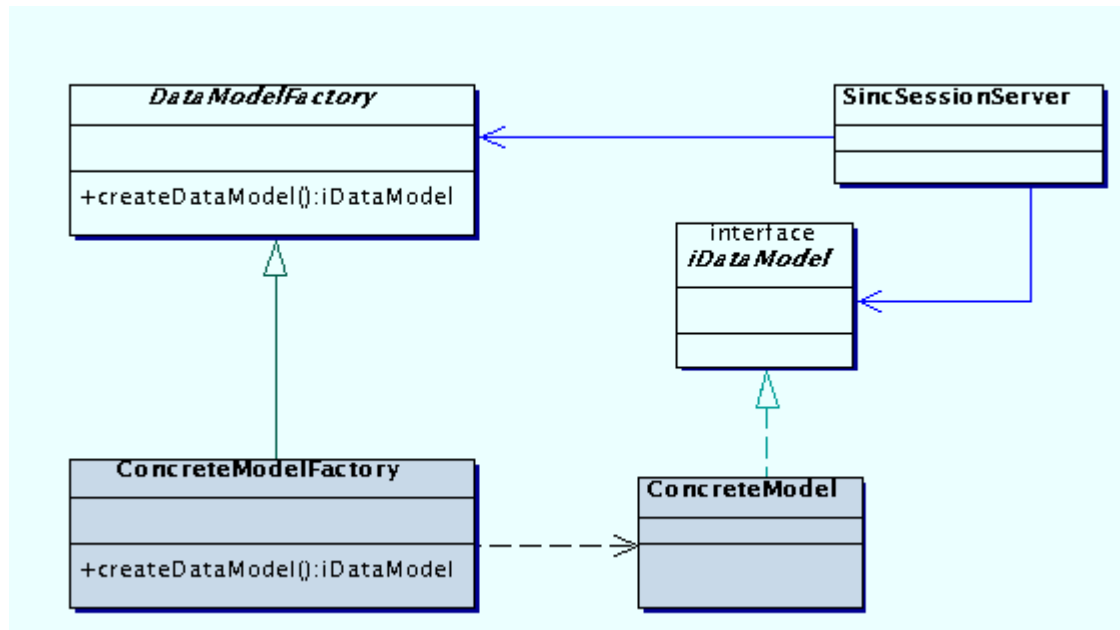 DataModelFactory
+createDataModel():iDataModel
SincSessionServer
interface
iDataModel
ConcreteModelFactory
+createDataModel():iDataModel
ConcreteModel